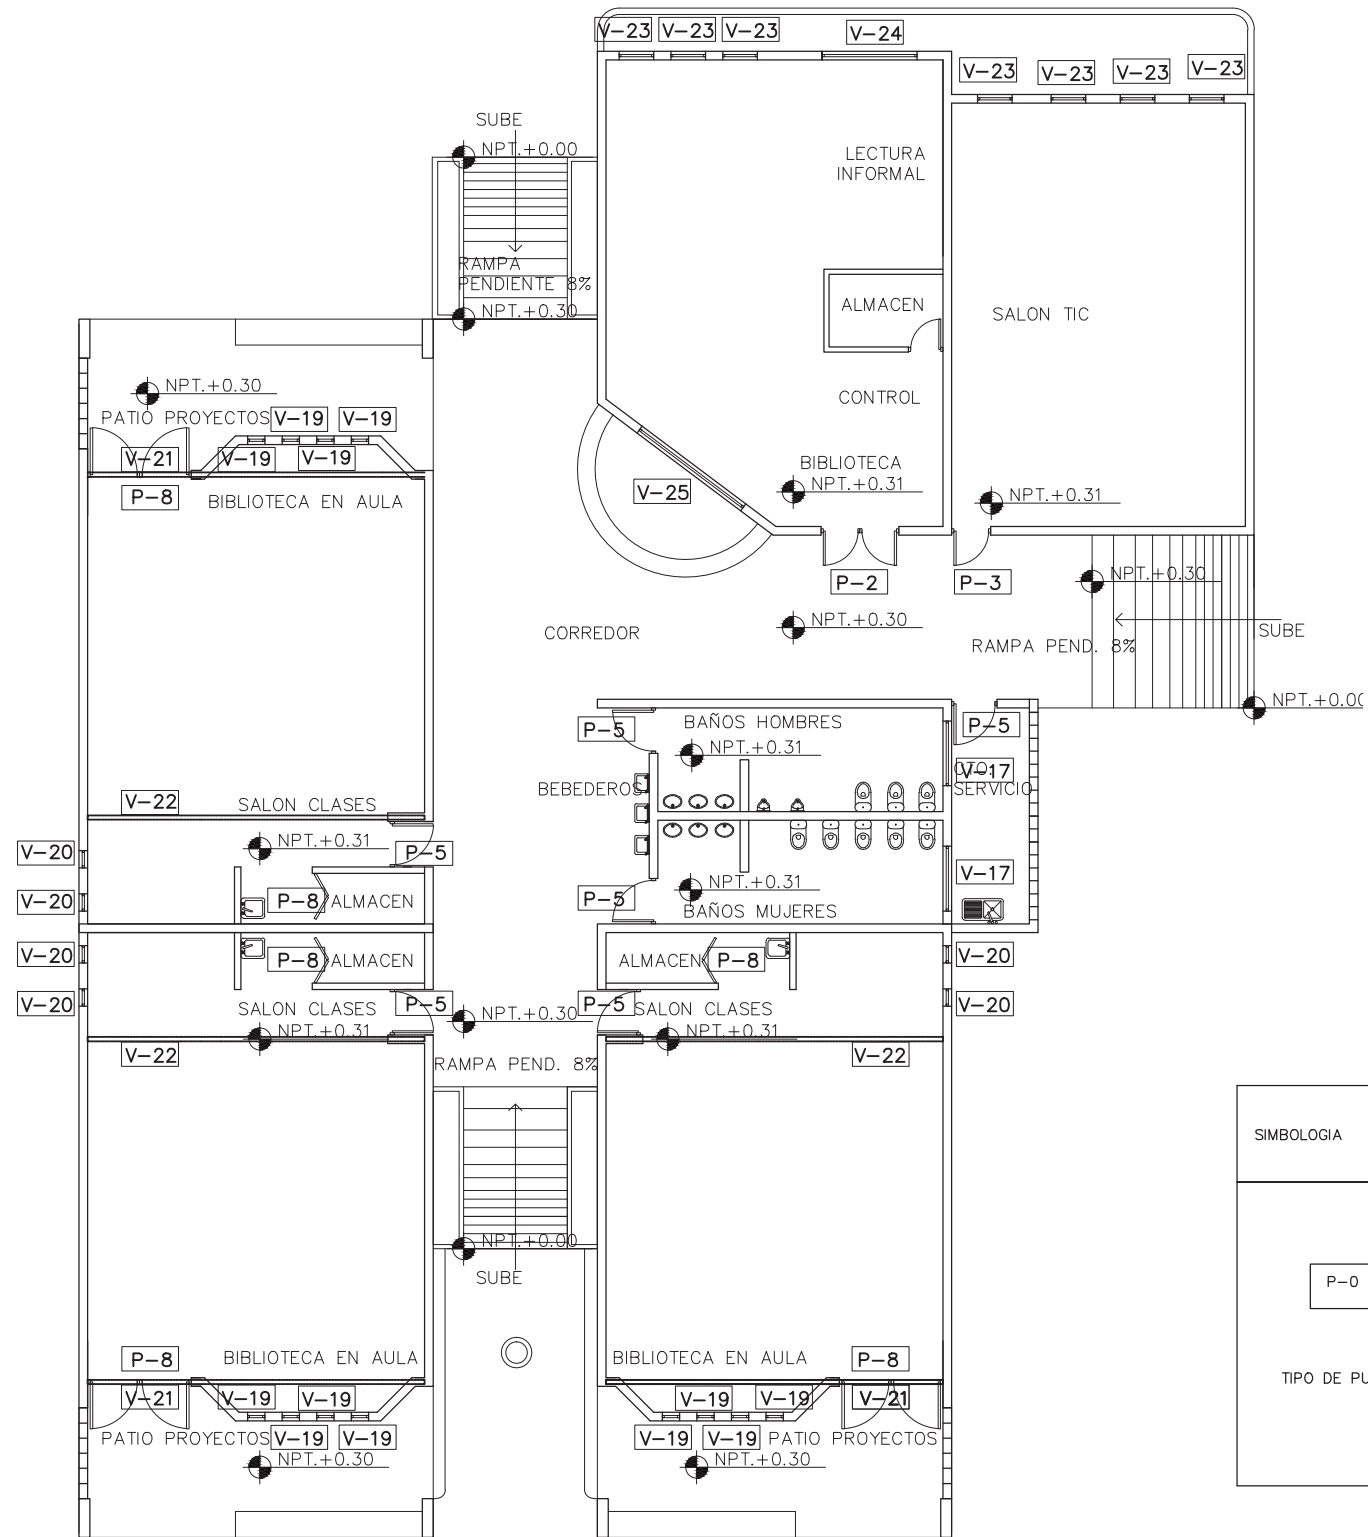 V-23
V-23
V-23
V-24
V-23
V-23
V-23
V-23
SUBE
NPT.+0.00
LECTURA
INFORMAL
RAMPA
PENDIENTE 8%
NPT.+0.30
ALMACEN
SALON TIC
NPT.+0.30
CONTROL
PATIO PROYECTOS
V-19
V-19
V-21
V-19
V-19
BIBLIOTECA
NPT.+0.31
V-25
P-8
BIBLIOTECA EN AULA
NPT.+0.31
P-2
P-3
NPT.+0.30
NPT.+0.30
CORREDOR
SUBE
RAMPA PEND. 8%
NPT.+0.00
BAÑOS HOMBRES
P-5
P-5
NPT.+0.31
V-17
CTO.
SERVICIO
BEBEDEROS
V-22
SALON CLASES
NPT.+0.31
P-5
V-20
V-17
NPT.+0.31
V-20
P-8
ALMACEN
P-5
BAÑOS MUJERES
V-20
P-8
ALMACEN
ALMACEN
P-8
V-20
V-20
SALON CLASES
P-5
NPT.+0.30
P-5
SALON CLASES
V-20
NPT.+0.31
NPT.+0.31
V-22
RAMPA PEND. 8%
V-22
SIMBOLOGIA
NPT.+0.00
SUBE
P-0
P-8
BIBLIOTECA EN AULA
BIBLIOTECA EN AULA
P-8
TIPO DE PU
V-21
V-19
V-19
V-19
V-19
V-21
PATIO PROYECTOS
V-19
V-19
V-19
V-19
PATIO PROYECTOS
NPT.+0.30
NPT.+0.30